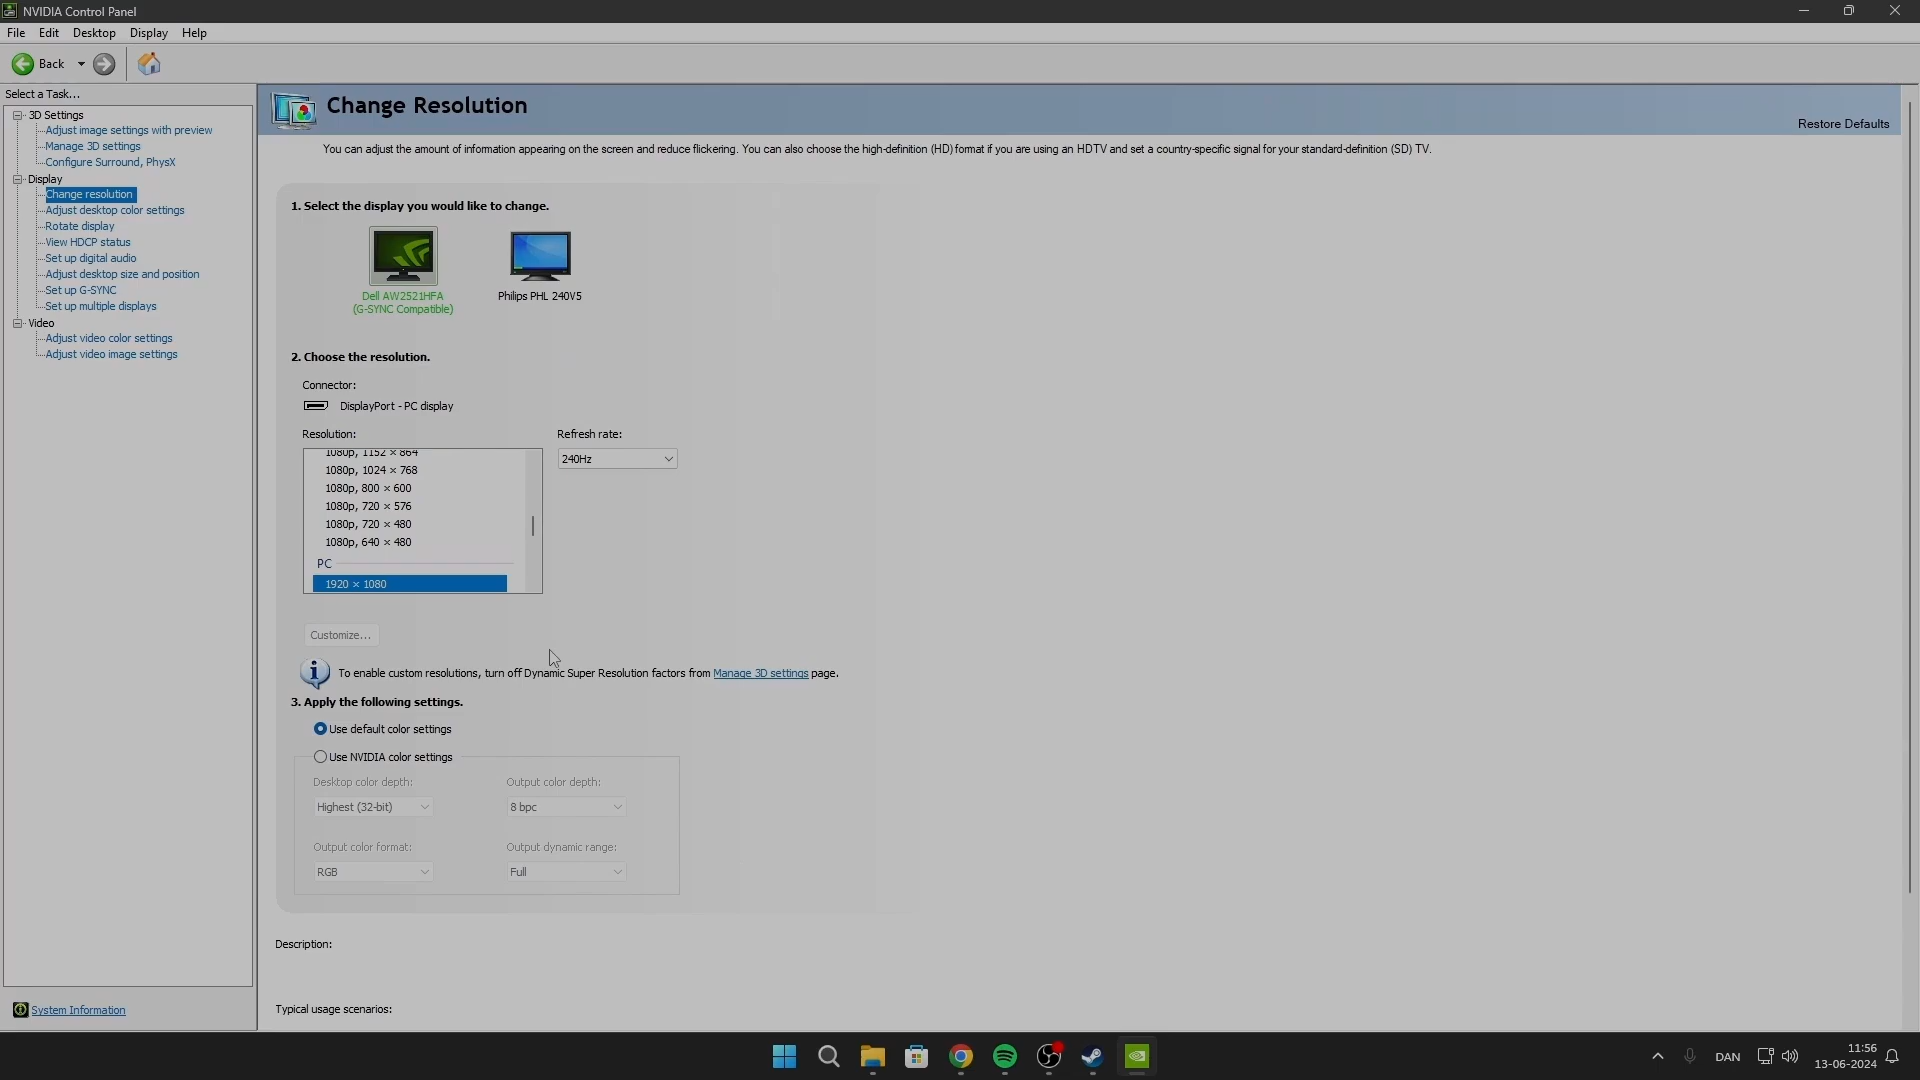 NVIDIA Control Panel
File Edit Desktop Display Help
Back
Select a Task...
3D Settings
Adjust image settings with preview
Manage 3D settings
Configure Surround, PhysX
Display
Change resolution
Adjust desktop color settings
Rotate display
View HDCP status
Set up digital audio
Adjust desktop size and position
Set up G-SYNC
Set up multiple displays
Video
Adjust video color settings
Adjust video image settings
System Information
Change Resolution
Restore Defaults
You can adjust the amount of information appearing on the screen and reduce flickering. You can also choose the high-definition (HD) format if you are using an HDTV and set a country-specific signal for your standard-definition (SD) TV.
1. Select the display you would like to change.
Dell AW2521HFA
(G-SYNC Compatible)
Philips PHL 240V5
2. Choose the resolution.
Connector:
DisplayPort - PC display
Resolution:
Refresh rate:
1080p, 1152 × 864
240Hz
1080p, 1024 × 768
1080p, 800 × 600
1080p, 720 × 576
1080p, 720 × 480
1080p, 640 × 480
PC
1920 × 1080
Customize...
To enable custom resolutions, turn off Dynamic Super Resolution factors from Manage 3D settings page.
3. Apply the following settings.
Use default color settings
Use NVIDIA color settings
Desktop color depth:
Output color depth:
Highest (32-bit)
8 bpc
Output color format:
Output dynamic range:
RGB
Full
Description:
Typical usage scenarios:
DAN
11:56
13-06-2024